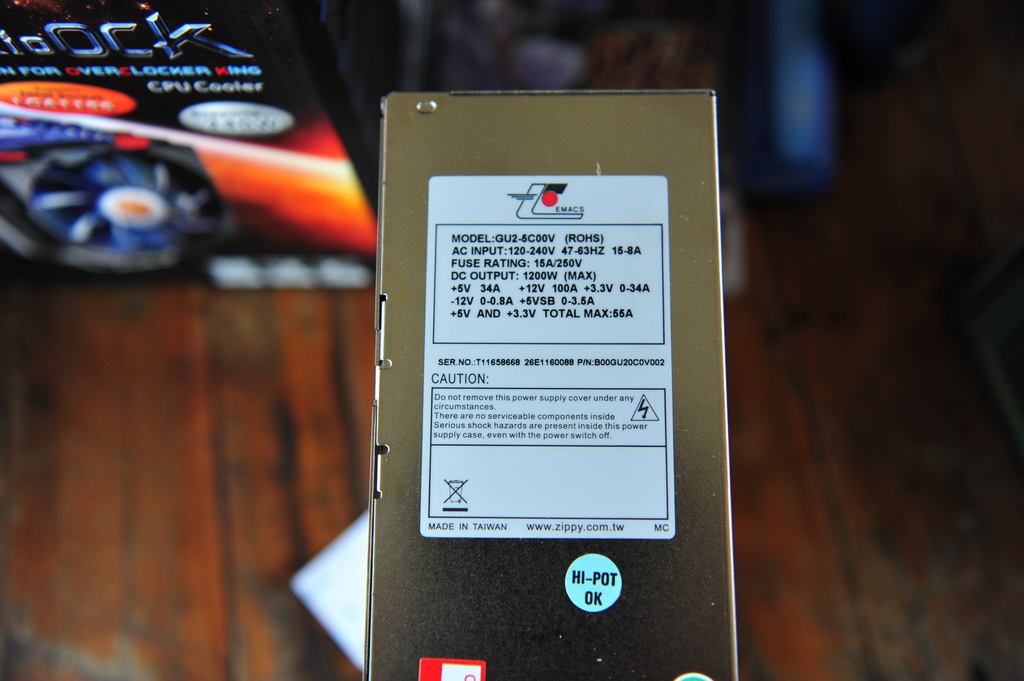 OCK
FOR OVERCLOCKER KING
CPU Cooler
EMACS
MODEL:GU2-5C00V (ROHS)
AC INPUT:120-240V 47-63HZ 15-8A
FUSE RATING: 15A/250V
DC OUTPUT: 1200W (MAX)
+5V 34A +12V 100A +3.3V 0-34A
-12V 0-0.8A +5VSB 0-3.5A
+5V AND +3.3V TOTAL MAX:55A
SER.NO.:T11658668 26E1160088 P/N:B00GU20C0V002
CAUTION:
Do not remove this power supply cover under any
circumstances.
There are no serviceable components inside
Serious shock hazards are present inside this power
supply case, even with the power switch off.
MADE IN TAIWAN www.zippy.com.tw MC
HI-POT
OK